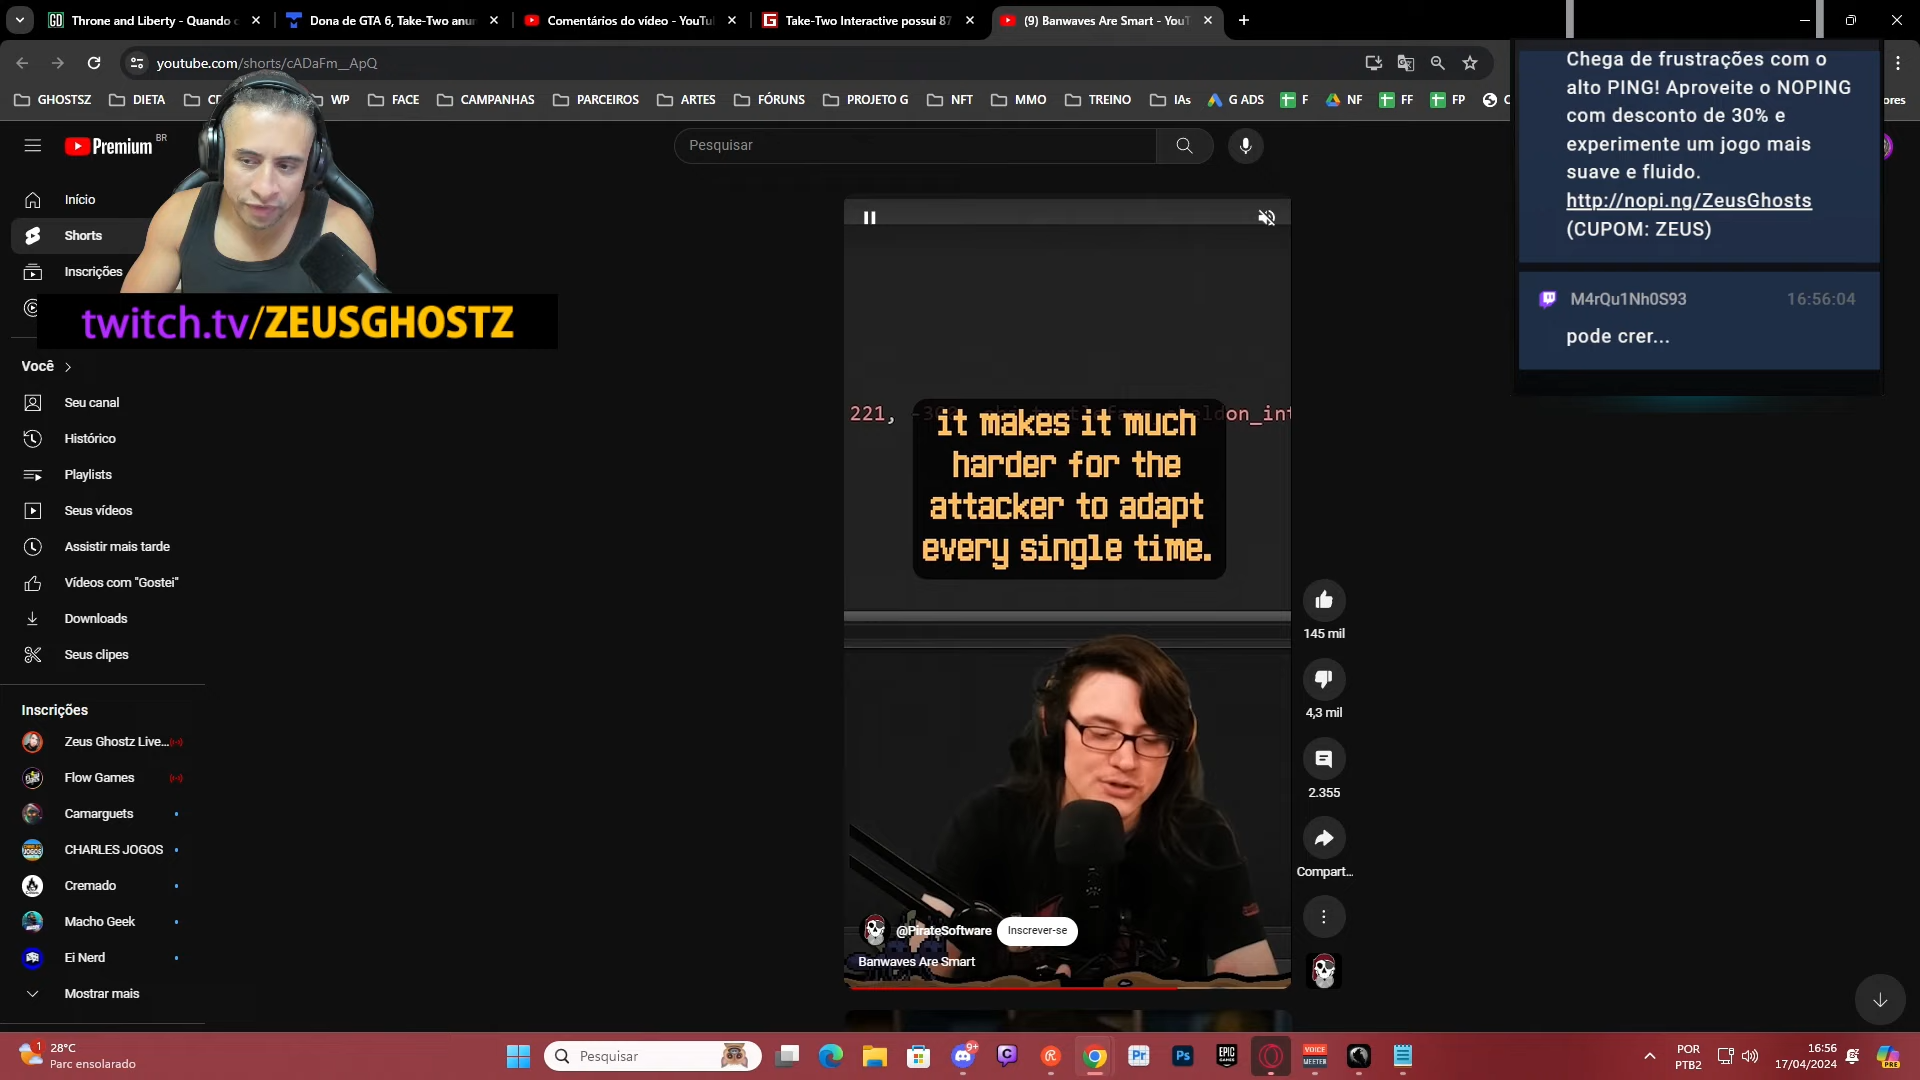 Throne and Liberty - Quando c
Dona de GTA 6, Take-Two anun
Comentários do vídeo - YouTu
Take-Two Interactive possui 87
(9) Banwaves Are Smart - YouT
youtube.com/shorts/cADaFm__ApQ
GHOSTSZ
DIETA
WP
FACE
CAMPANHAS
PARCEIROS
ARTES
FÓRUNS
PROJETO G
NFT
MMO
TREINO
IAs
G ADS
F
NF
FF
FP
Premium BR
Pesquisar
Início
Shorts
Inscrições
twitch.tv/ZEUSGHOSTZ
Você
Seu canal
Histórico
Playlists
Seus vídeos
Assistir mais tarde
Vídeos com "Gostei"
Downloads
Seus clipes
Inscrições
Zeus Ghostz Live...
Flow Games
Camarguets
CHARLES JOGOS
Cremado
Macho Geek
Ei Nerd
Mostrar mais
221,
it makes it much
harder for the
attacker to adapt
every single time.
@PirateSoftware
Inscrever-se
Banwaves Are Smart
145 mil
4,3 mil
2.355
Compart...
Chega de frustrações com o
alto PING! Aproveite o NOPING
com desconto de 30% e
experimente um jogo mais
suave e fluido.
http://nopi.ng/ZeusGhosts
(CUPOM: ZEUS)
M4rQu1Nh0S93 16:56:04
pode crer...
28°C
Parc ensolarado
Pesquisar
POR
PTB2
16:56
17/04/2024